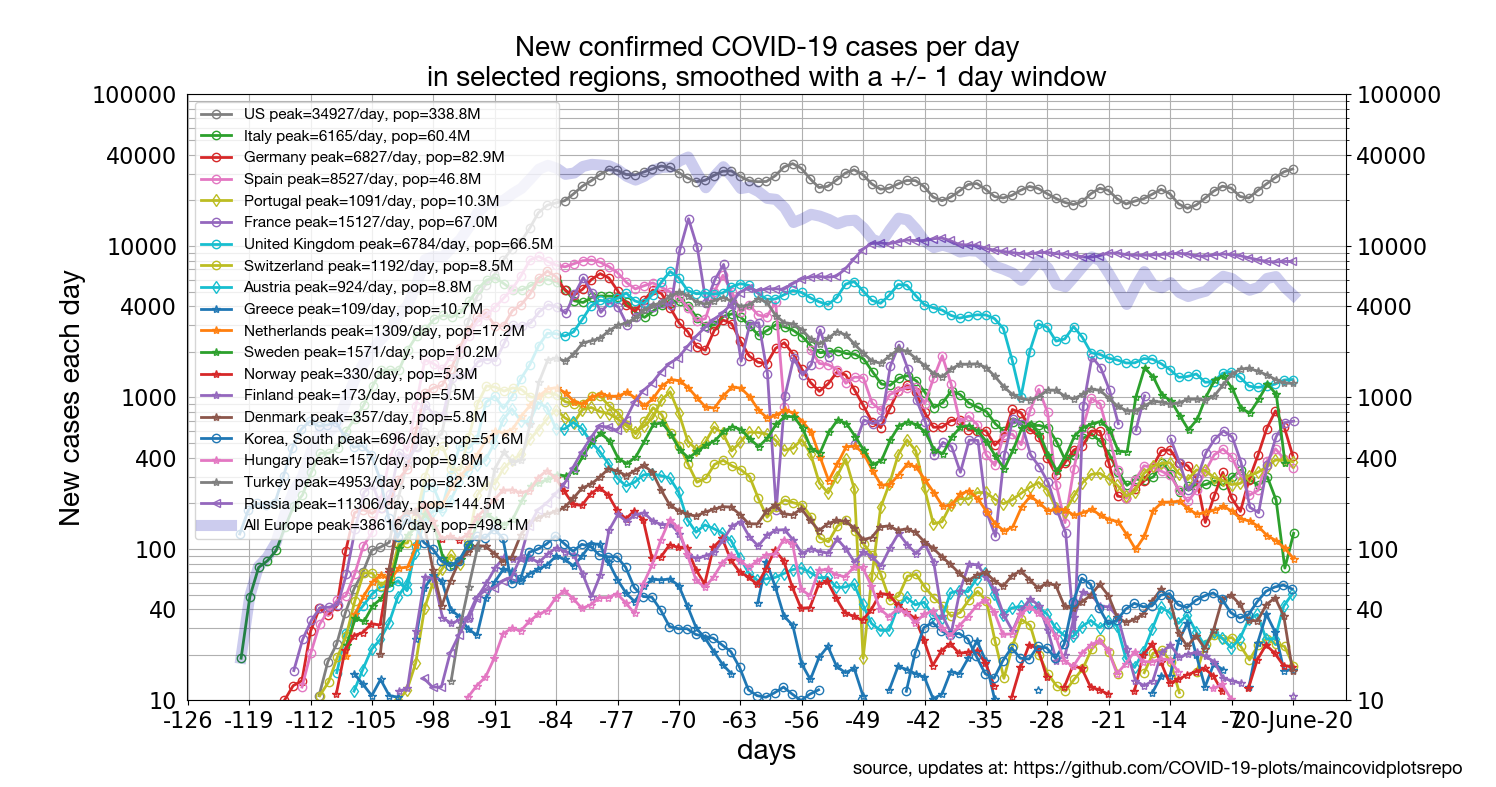 New confirmed COVID-19 cases per day
in selected regions, smoothed with a +/- 1 day window
100000
40000
10000
4000
1000
400
100
40
10
New cases each day
US peak=34927/day, pop=338.8M
Italy peak=6165/day, pop=60.4M
Germany peak=6827/day, pop=82.9M
Spain peak=8527/day, pop=46.8M
Portugal peak=1091/day, pop=10.3M
France peak=15127/day, pop=67.0M
United Kingdom peak=6784/day, pop=66.5M
Switzerland peak=1192/day, pop=8.5M
Austria peak=924/day, pop=8.8M
Greece peak=109/day, pop=10.7M
Netherlands peak=1309/day, pop=17.2M
Sweden peak=1571/day, pop=10.2M
Norway peak=330/day, pop=5.3M
Finland peak=173/day, pop=5.5M
Denmark peak=357/day, pop=5.8M
Korea, South peak=696/day, pop=51.6M
Hungary peak=157/day, pop=9.8M
Turkey peak=4953/day, pop=82.3M
Russia peak=11306/day, pop=144.5M
All Europe peak=38616/day, pop=498.1M
100000
40000
10000
4000
1000
400
100
40
10
-126 -119 -112 -105 -98 -91 -84 -77 -70 -63 -56 -49 -42 -35 -28 -21 -14 -7 20-June-20
days
source, updates at: https://github.com/COVID-19-plots/maincovidplotsrepo